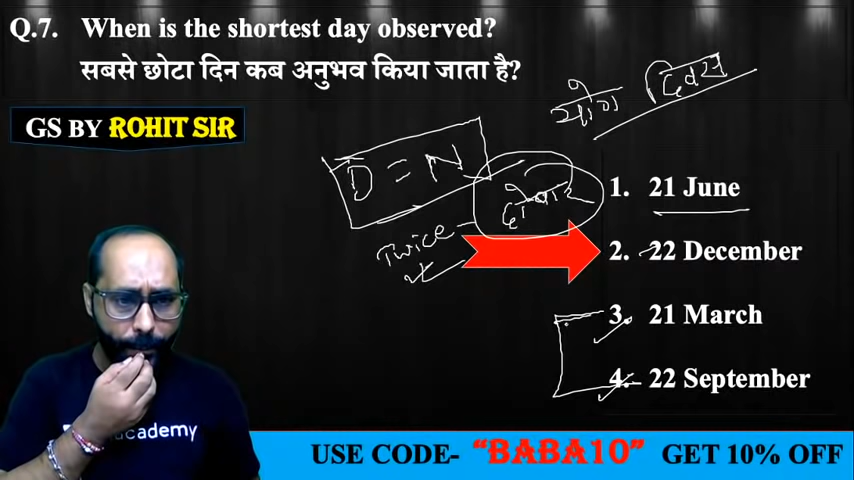 Q.7. When is the shortest day observed?
सबसे छोटा दिन कब अनुभव किया जाता है?
GS BY ROHIT SIR
योगा दिवस
D = N
दो बार
Twice
1. 21 June
2. 22 December
3. 21 March
4. 22 September
academy
USE CODE- "BABA10" GET 10% OFF